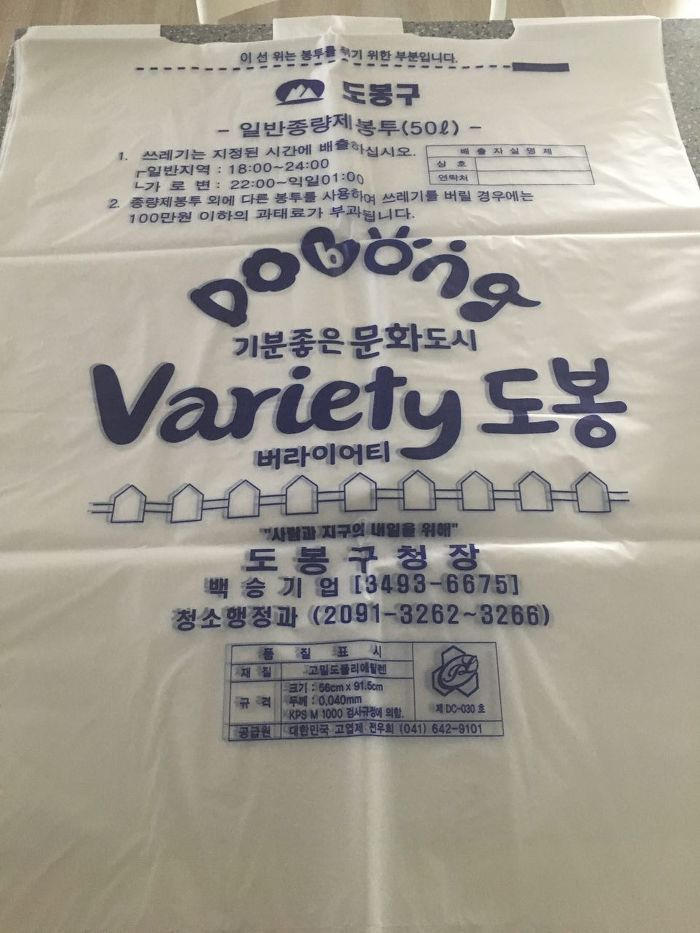 이 선 위는 봉투를 묶기 위한 부분입니다.
도봉구
- 일반종량제봉투(50ℓ) -
1. 쓰레기는 지정된 시간에 배출하십시오.
┌일반지역 : 18:00~24:00
└가 로 변 : 22:00~익일01:00
배 출 자 실 명 제
상 호
연락처
2. 종량제봉투 외에 다른 봉투를 사용하여 쓰레기를 버릴 경우에는
100만원 이하의 과태료가 부과됩니다.
Dobong
기분좋은 문화도시
Variety 도봉
버라이어티
"사람과 지구의 내일을 위해"
도 봉 구 청 장
백 승 기 업 [3493-6675]
청소행정과 (2091-3262~3266)
품 질 표 시
재 질 고밀도폴리에틸렌
규 격 크기 : 56cm x 91.5cm
두께 : 0.040mm
KPS M 1000 검사규정에 의함.
제 DC-030 호
공급원 대한민국 고엽제 전우회 (041) 642-9101